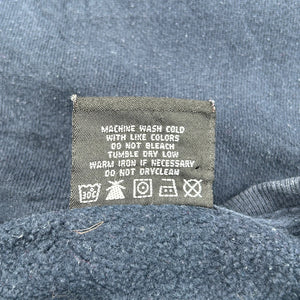 MACHINE WASH COLD
WITH LIKE COLORS
DO NOT BLEACH
TUMBLE DRY LOW
WARM IRON IF NECESSARY
DO NOT DRYCLEAN
30C